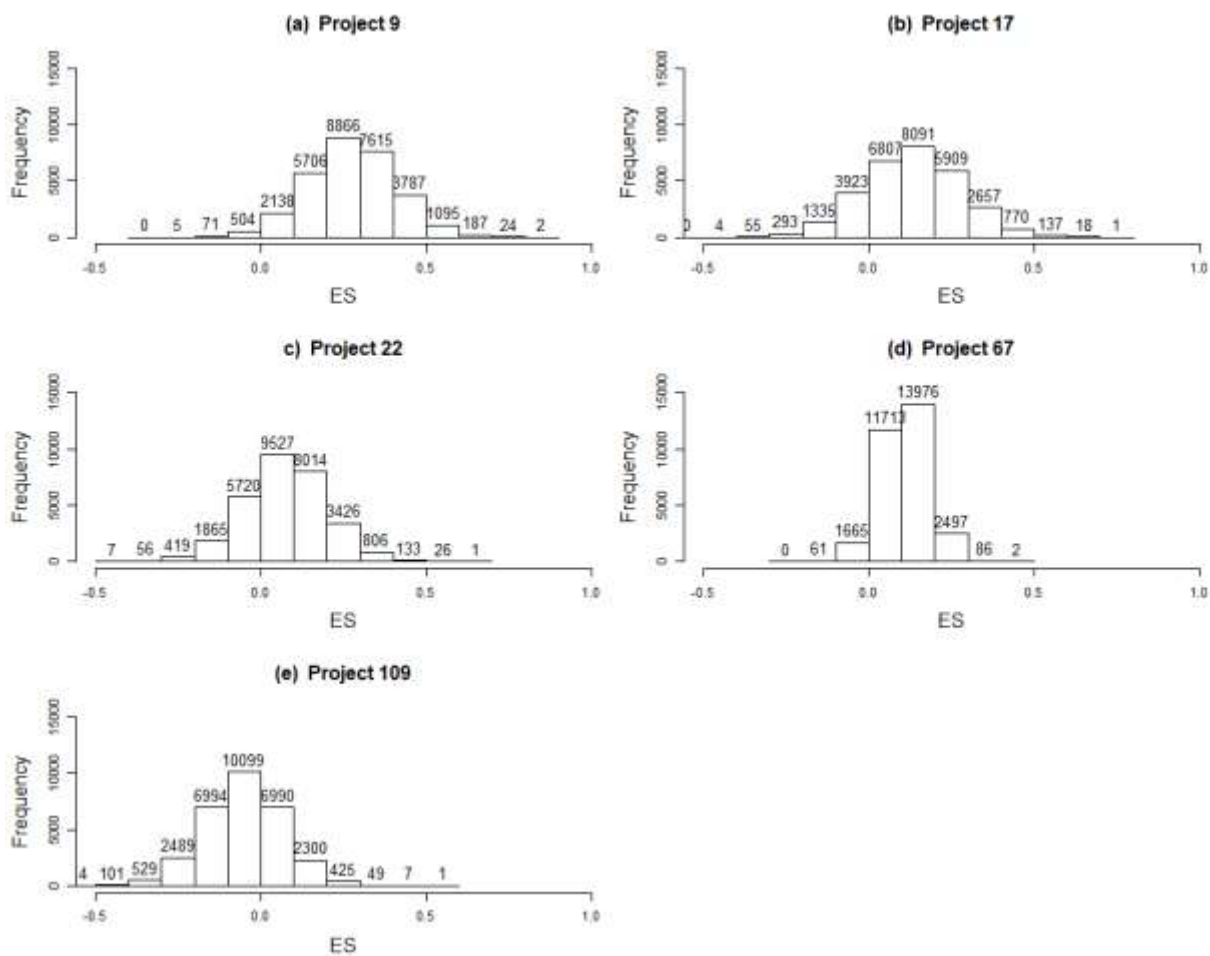 (a) Project 9
Frequency
0 5000 10000 15000
0 5 71 504 2138 5706 8866 7615 3787 1095 187 24 2
-0.5 0.0 0.5 1.0
ES
(b) Project 17
Frequency
0 5000 10000 15000
0 4 55 293 1335 3923 6807 8091 5909 2657 770 137 18 1
-0.5 0.0 0.5 1.0
ES
c) Project 22
Frequency
0 5000 10000 15000
7 56 419 1865 5720 9527 8014 3426 806 133 26 1
-0.5 0.0 0.5 1.0
ES
(d) Project 67
Frequency
0 5000 10000 15000
0 61 1665 11713 13976 2497 86 2
-0.5 0.0 0.5 1.0
ES
(e) Project 109
Frequency
0 5000 10000 15000
4 101 529 2489 6994 10099 6990 2300 425 49 7 1
-0.5 0.0 0.5 1.0
ES